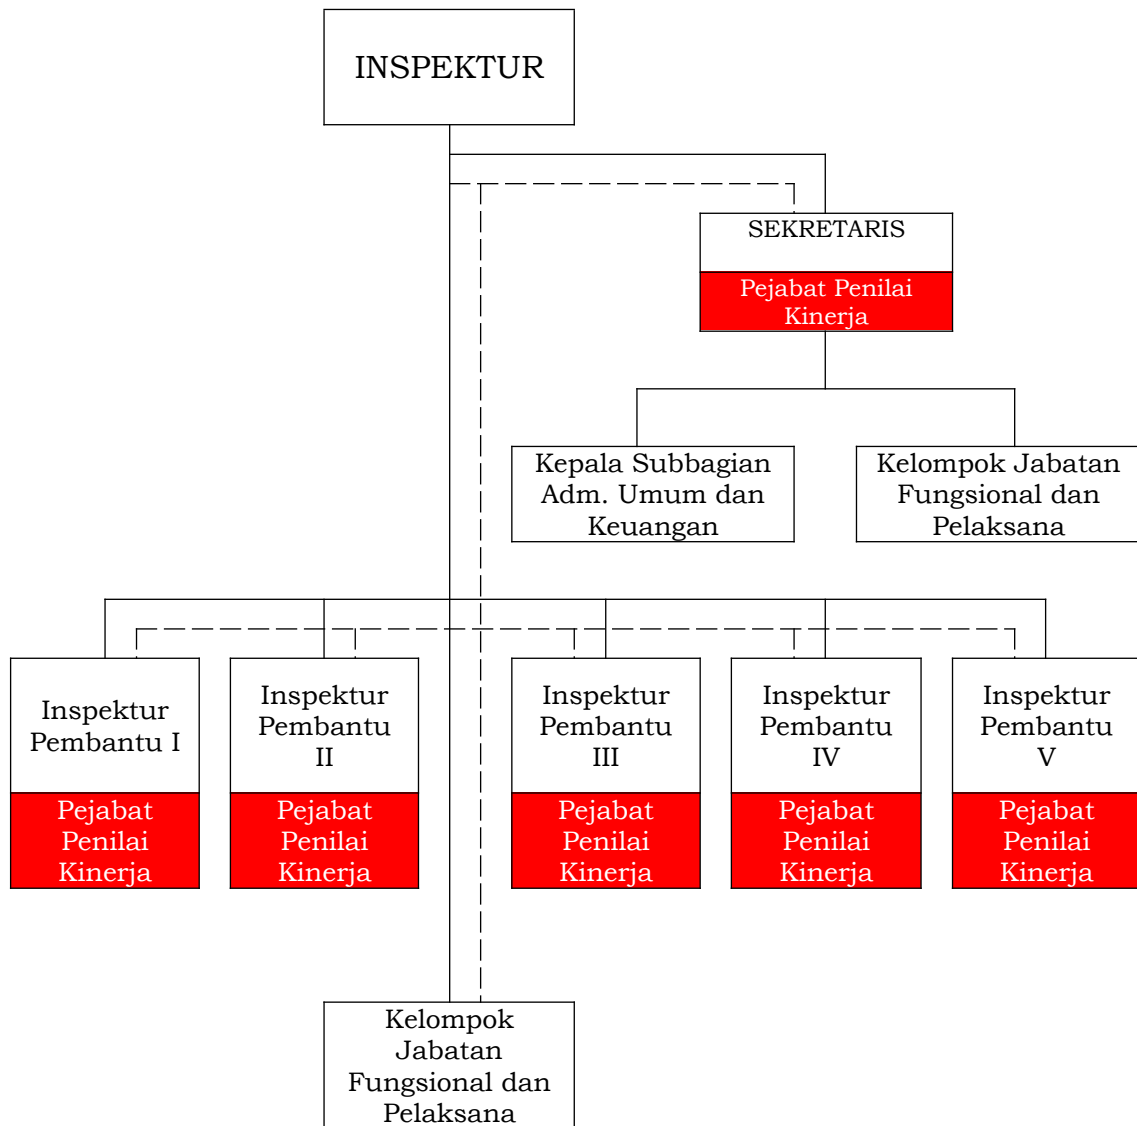 INSPEKTUR
SEKRETARIS
Pejabat Penilai
Kinerja
Kepala Subbagian
Adm. Umum dan
Keuangan
Kelompok Jabatan
Fungsional dan
Pelaksana
Inspektur
Pembantu I
Pejabat
Penilai
Kinerja
Inspektur
Pembantu
II
Pejabat
Penilai
Kinerja
Inspektur
Pembantu
III
Pejabat
Penilai
Kinerja
Inspektur
Pembantu
IV
Pejabat
Penilai
Kinerja
Inspektur
Pembantu
V
Pejabat
Penilai
Kinerja
Kelompok
Jabatan
Fungsional dan
Pelaksana